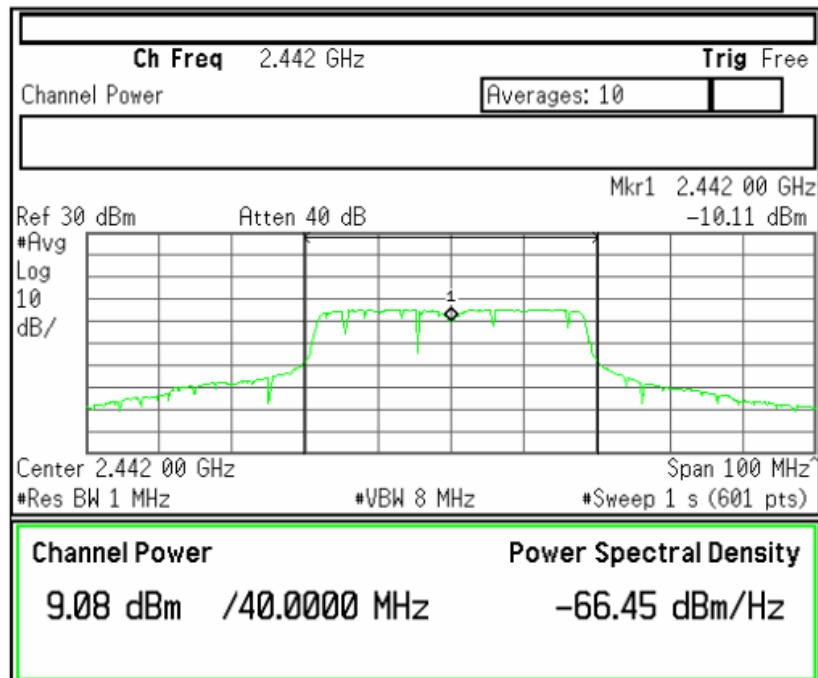 Ch Freq 2.442 GHz Trig Free
Channel Power Averages: 10
Mkr1 2.442 00 GHz
Ref 30 dBm Atten 40 dB -10.11 dBm
#Avg
Log
10
dB/
1
Center 2.442 00 GHz Span 100 MHz^
#Res BW 1 MHz #VBW 8 MHz #Sweep 1 s (601 pts)
Channel Power Power Spectral Density
9.08 dBm /40.0000 MHz -66.45 dBm/Hz